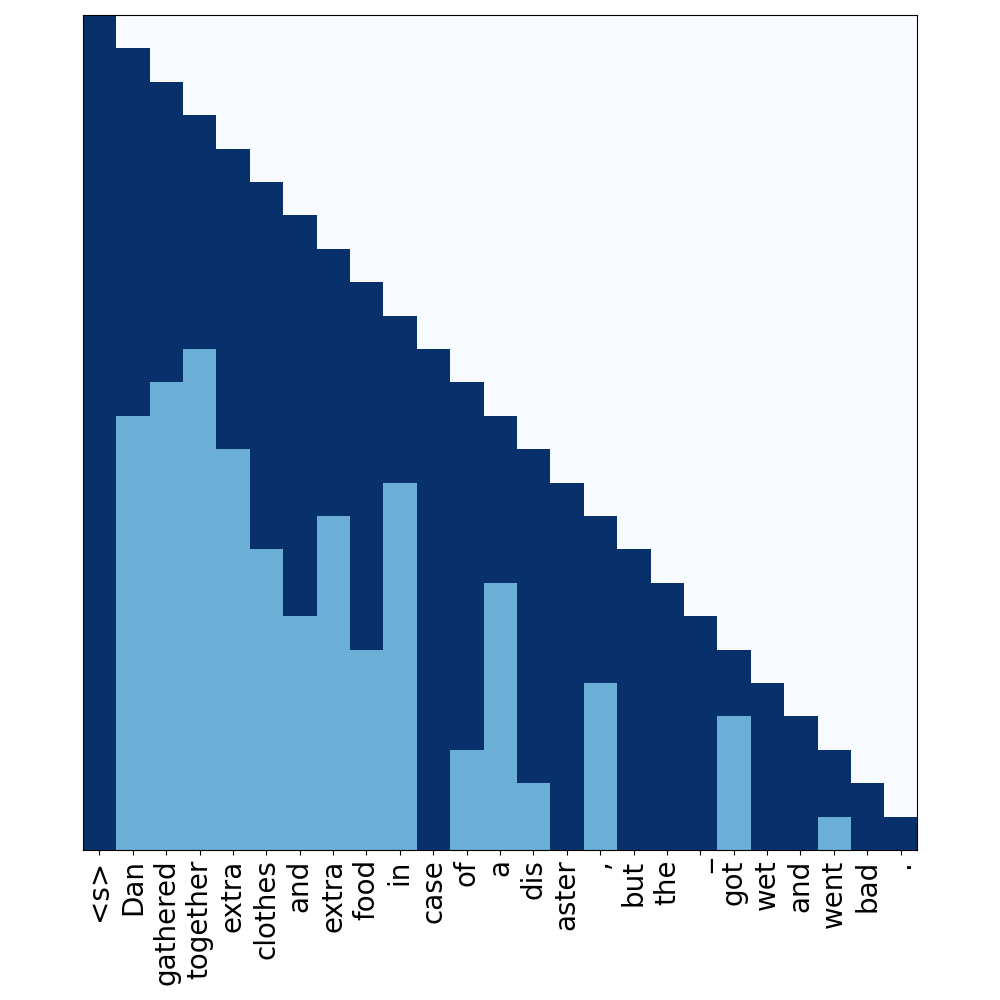 <s> Dan gathered together extra clothes and extra food in case of a dis aster , but the _ got wet and went bad .